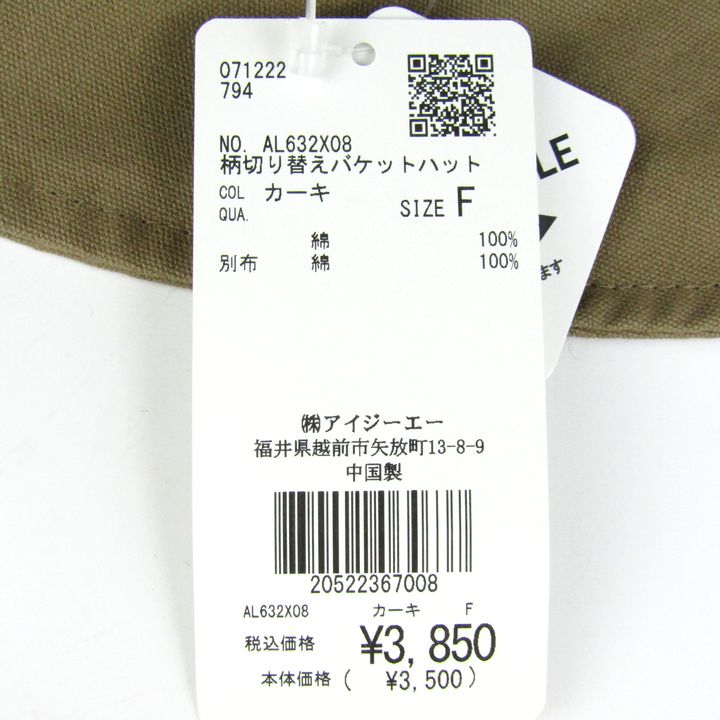 071222
794
NO. AL632X08
柄切り替えバケットハット
COL カーキ
QUA. SIZE F
綿 100%
別布 綿 100%
㈱アイジーエー
福井県越前市矢放町13-8-9
中国製
20522367008
AL632X08 カーキ F
税込価格 ¥3,850
本体価格 ( ¥3,500 )
LE
ます